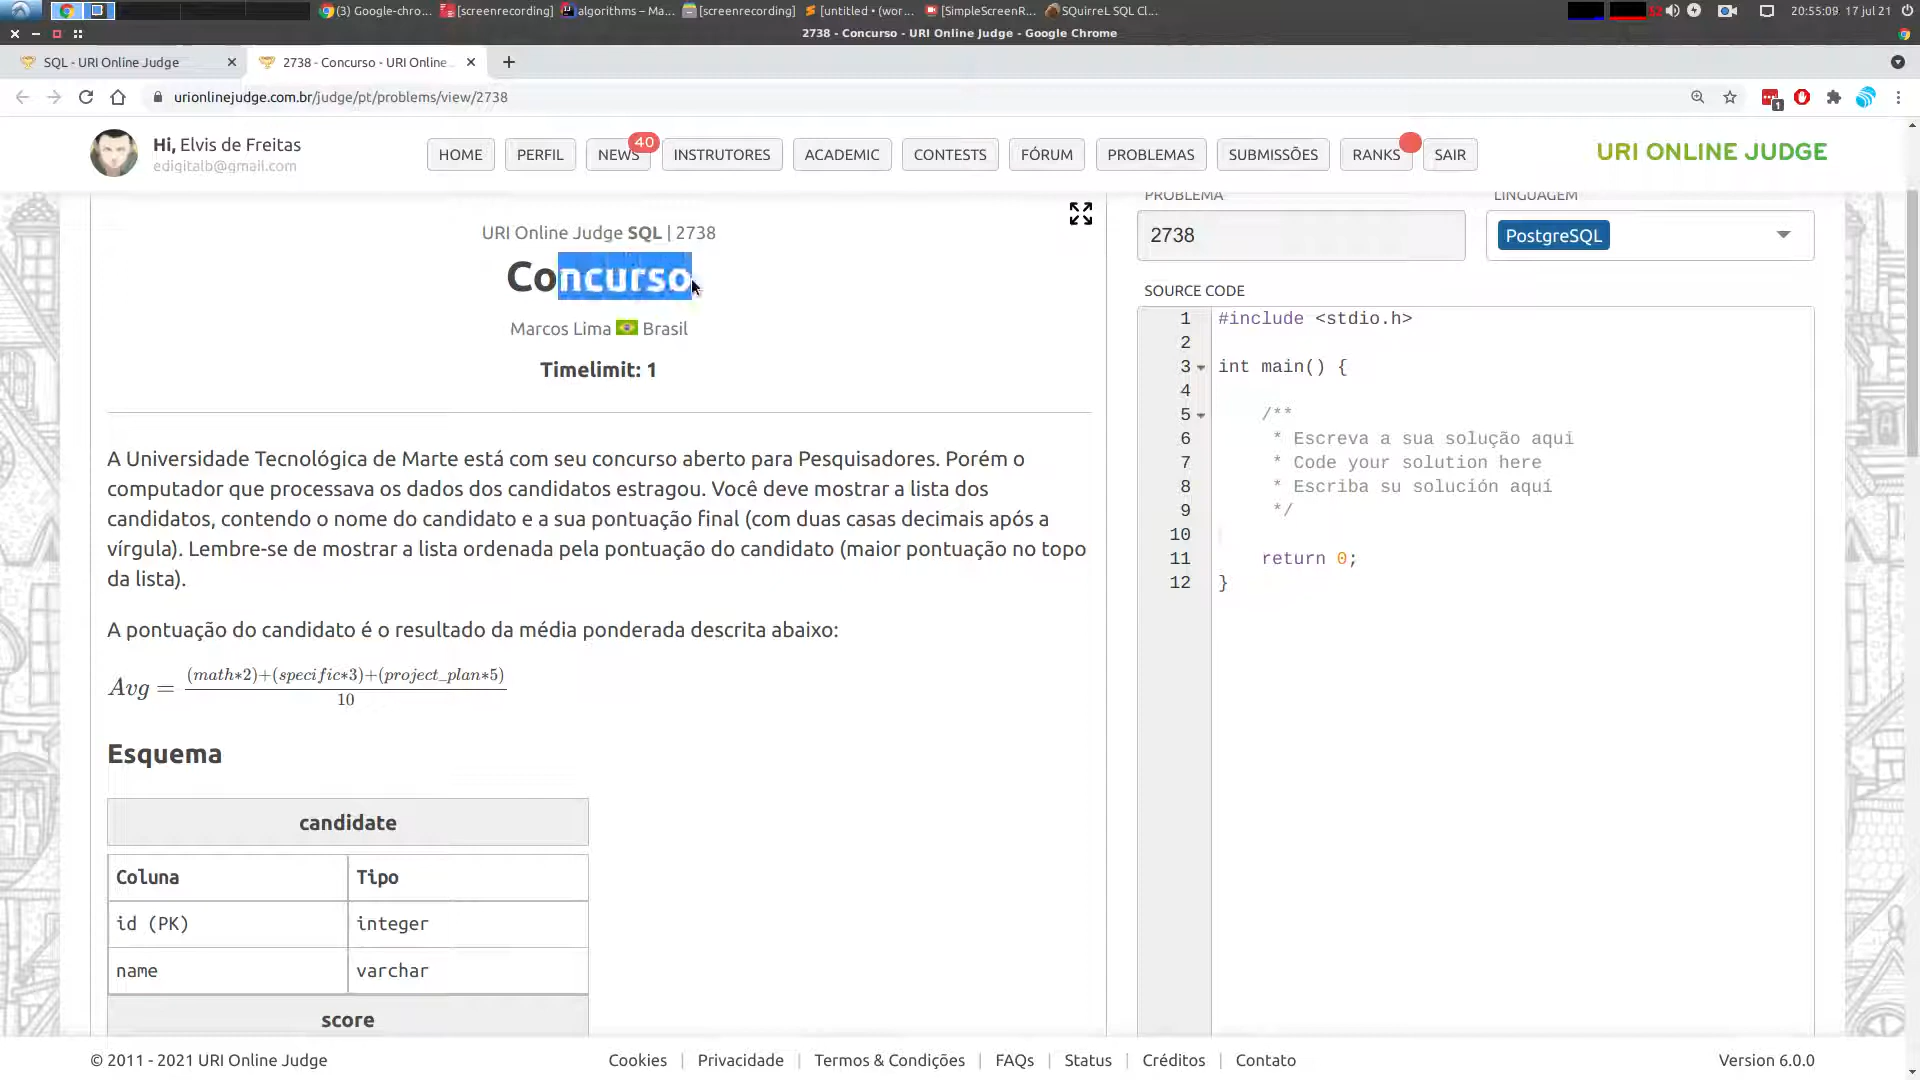 (3) Google-chro...
[screenrecording]
algorithms – Ma...
[screenrecording]
[untitled • (wor...
[SimpleScreenR...
SQuirreL SQL Cl...
52
20:55:09 17 jul 21
2738 - Concurso - URI Online Judge - Google Chrome
SQL - URI Online Judge
2738 - Concurso - URI Online
urionlinejudge.com.br/judge/pt/problems/view/2738
1
Hi, Elvis de Freitas
edigitalb@gmail.com
HOME
PERFIL
NEWS
40
INSTRUTORES
ACADEMIC
CONTESTS
FÓRUM
PROBLEMAS
SUBMISSÕES
RANKS
SAIR
URI ONLINE JUDGE
URI Online Judge SQL | 2738
Concurso
Marcos Lima Brasil
Timelimit: 1
A Universidade Tecnológica de Marte está com seu concurso aberto para Pesquisadores. Porém o
computador que processava os dados dos candidatos estragou. Você deve mostrar a lista dos
candidatos, contendo o nome do candidato e a sua pontuação final (com duas casas decimais após a
vírgula). Lembre-se de mostrar a lista ordenada pela pontuação do candidato (maior pontuação no topo
da lista).
A pontuação do candidato é o resultado da média ponderada descrita abaixo:
Avg = (math*2)+(specific*3)+(project_plan*5)
10
Esquema
candidate
Coluna Tipo
id (PK) integer
name varchar
score
PROBLEMA
2738
LINGUAGEM
PostgreSQL
SOURCE CODE
1 #include <stdio.h>
2
3 int main() {
4
5 /**
6 * Escreva a sua solução aqui
7 * Code your solution here
8 * Escriba su solución aquí
9 */
10
11 return 0;
12 }
© 2011 - 2021 URI Online Judge
Cookies | Privacidade | Termos & Condições | FAQs | Status | Créditos | Contato
Version 6.0.0